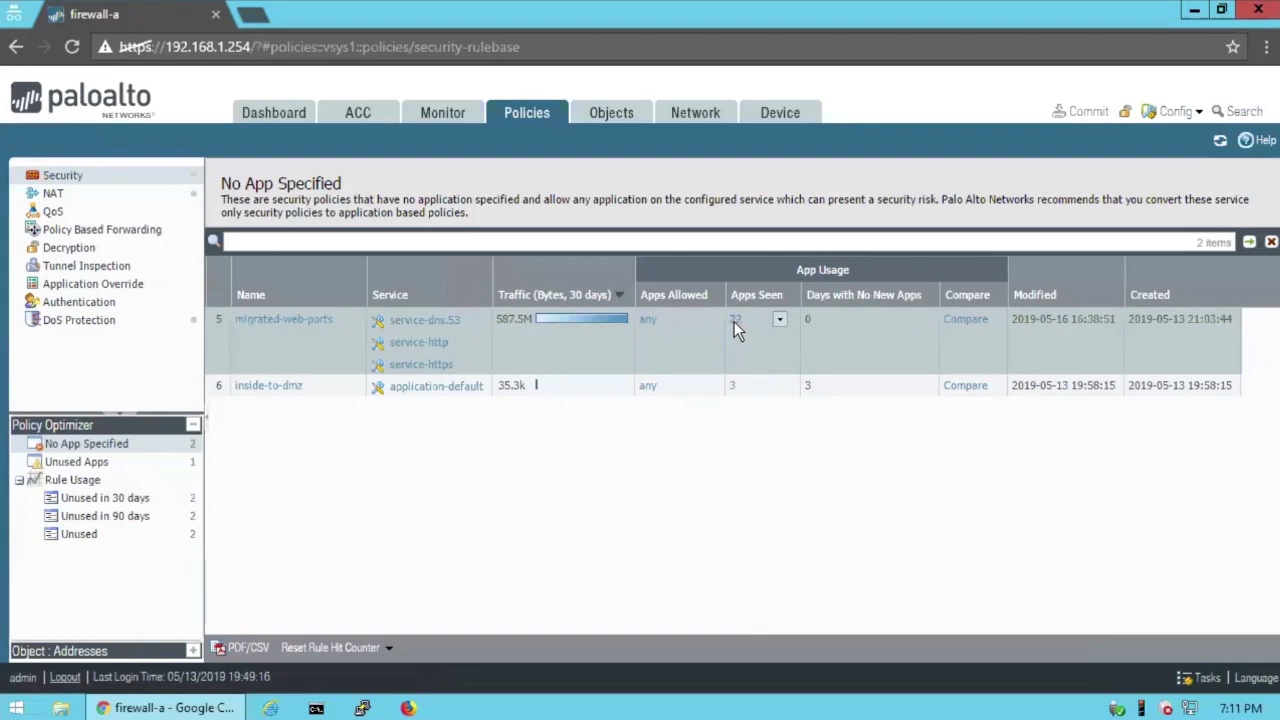 firewall-a
https://192.168.1.254/?#policies::vsys1::policies/security-rulebase
paloalto
NETWORKS
Dashboard ACC Monitor Policies Objects Network Device
Commit Config Search
Help
Security
NAT
QoS
Policy Based Forwarding
Decryption
Tunnel Inspection
Application Override
Authentication
DoS Protection
Policy Optimizer
No App Specified 2
Unused Apps 1
Rule Usage
Unused in 30 days 2
Unused in 90 days 2
Unused 2
Object : Addresses
No App Specified
These are security policies that have no application specified and allow any application on the configured service which can present a security risk. Palo Alto Networks recommends that you convert these service
only security policies to application based policies.
2 items
App Usage
Name Service Traffic (Bytes, 30 days) Apps Allowed Apps Seen Days with No New Apps Compare Modified Created
5 migrated-web-ports service-dns.53 587.5M any 0 Compare 2019-05-16 16:38:51 2019-05-13 21:03:44
service-http
service-https
6 inside-to-dmz application-default 35.3k any 3 3 Compare 2019-05-13 19:58:15 2019-05-13 19:58:15
PDF/CSV Reset Rule Hit Counter
admin | Logout | Last Login Time: 05/13/2019 19:49:16
Tasks | Language
firewall-a - Google C...
7:11 PM